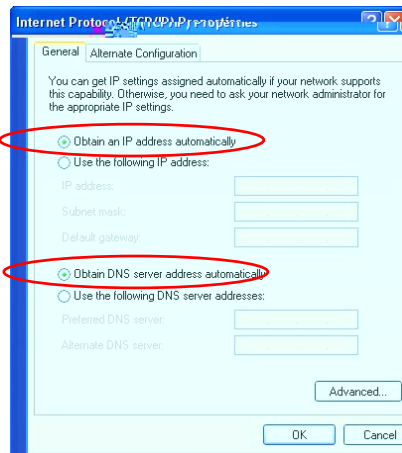 Internet Protocol (TCP/IP) Properties
General
Alternate Configuration
You can get IP settings assigned automatically if your network supports
this capability. Otherwise, you need to ask your network administrator for
the appropriate IP settings.
Obtain an IP address automatically
Use the following IP address:
IP address:
Subnet mask:
Default gateway:
Obtain DNS server address automatically
Use the following DNS server addresses:
Preferred DNS server:
Alternate DNS server:
Advanced...
OK
Cancel